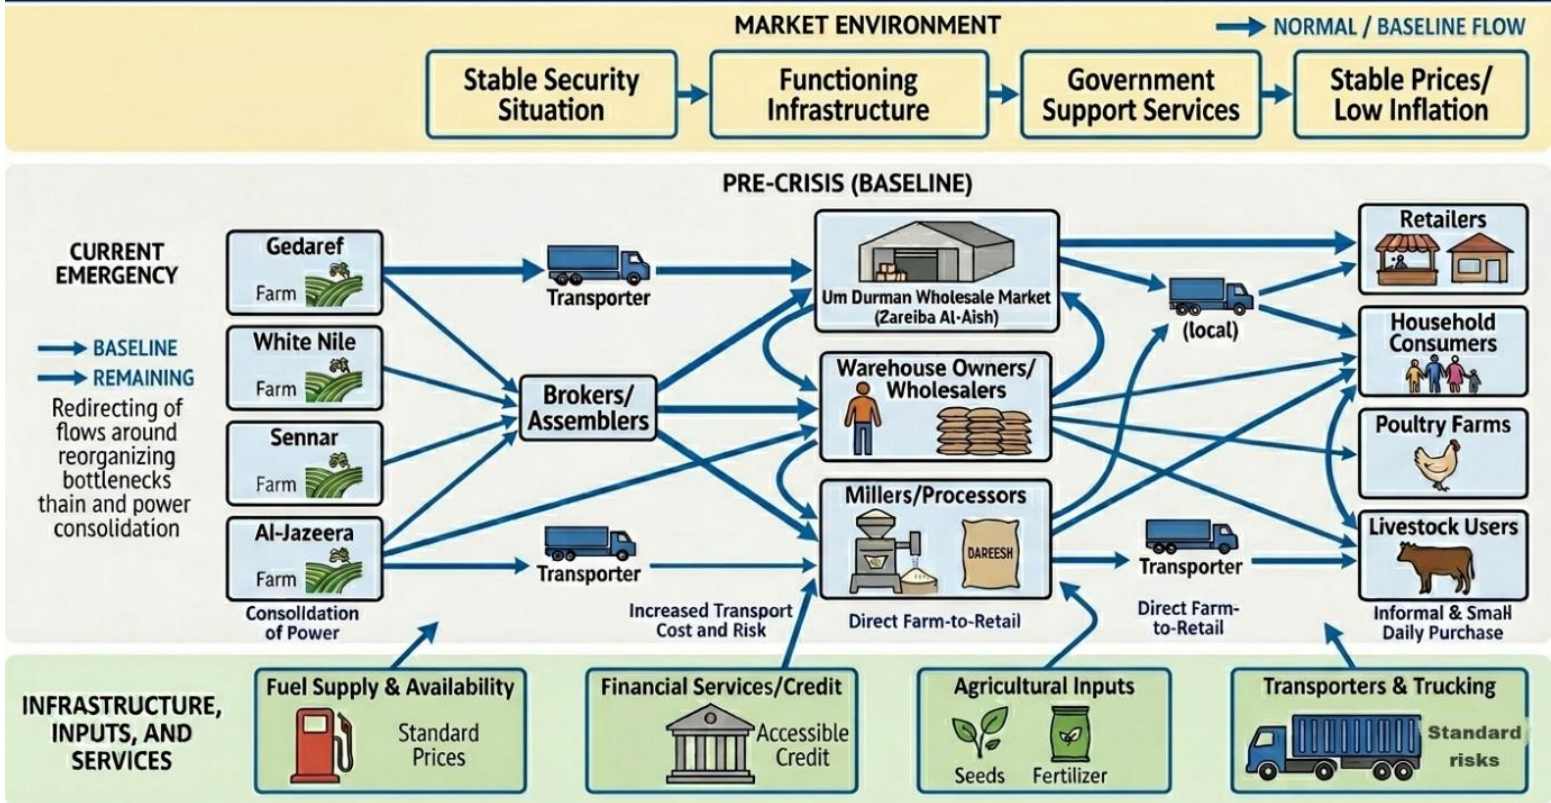 MARKET ENVIRONMENT
NORMAL / BASELINE FLOW
Stable Security
Situation
Functioning
Infrastructure
Government
Support Services
Stable Prices/
Low Inflation
PRE-CRISIS (BASELINE)
CURRENT
EMERGENCY
BASELINE
REMAINING
Redirecting of
flows around
reorganizing
bottlenecks
thain and power
consolidation
Gedaref
Farm
White Nile
Farm
Sennar
Farm
Al-Jazeera
Farm
Consolidation
of Power
Transporter
Brokers/
Assemblers
Transporter
Increased Transport
Cost and Risk
Um Durman Wholesale Market
(Zareiba Al-Aish)
Warehouse Owners/
Wholesalers
Millers/Processors
DAREESH
Direct Farm-to-Retail
(local)
Transporter
Direct Farm-
to-Retail
Retailers
Household
Consumers
Poultry Farms
Livestock Users
Informal & Small
Daily Purchase
INFRASTRUCTURE,
INPUTS, AND
SERVICES
Fuel Supply & Availability
Standard
Prices
Financial Services/Credit
Accessible
Credit
Agricultural Inputs
Seeds
Fertilizer
Transporters & Trucking
Standard
risks